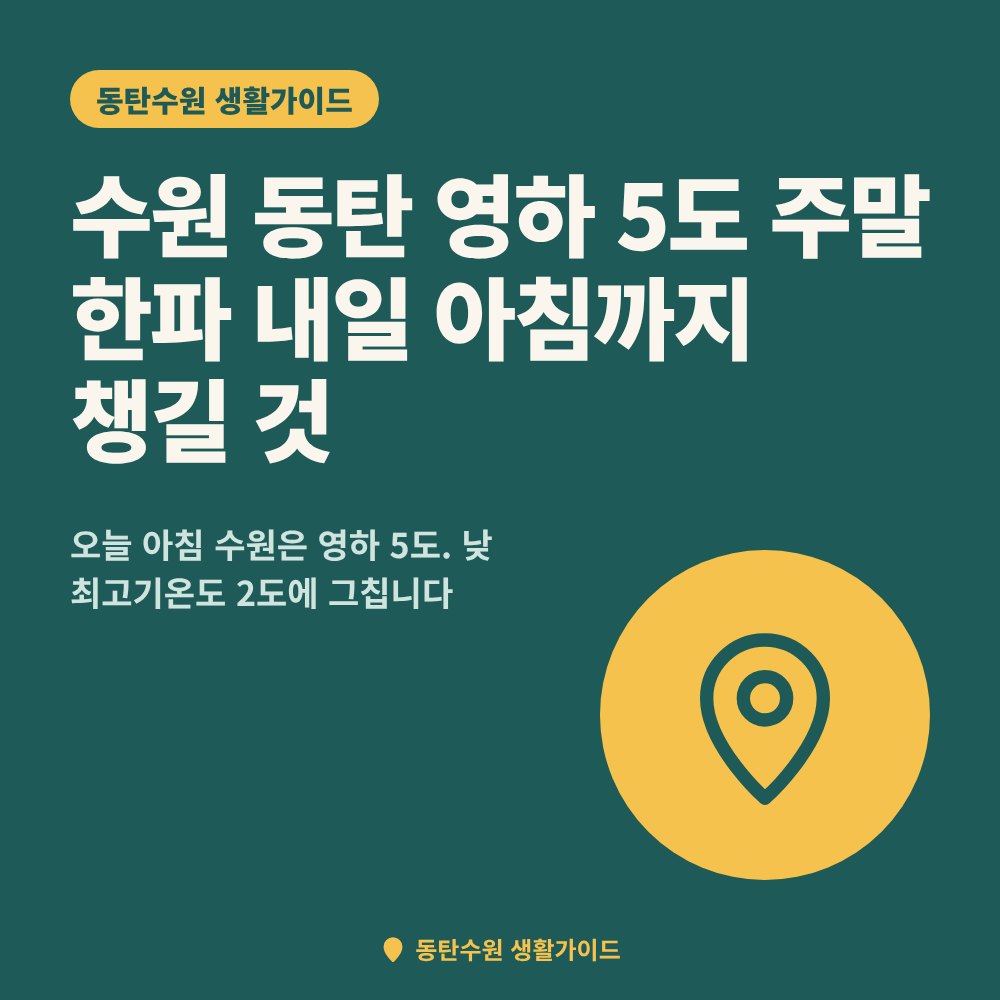 동탄수원 생활가이드
수원 동탄 영하 5도 주말
한파 내일 아침까지
챙길 것
오늘 아침 수원은 영하 5도. 낮
최고기온도 2도에 그칩니다
동탄수원 생활가이드